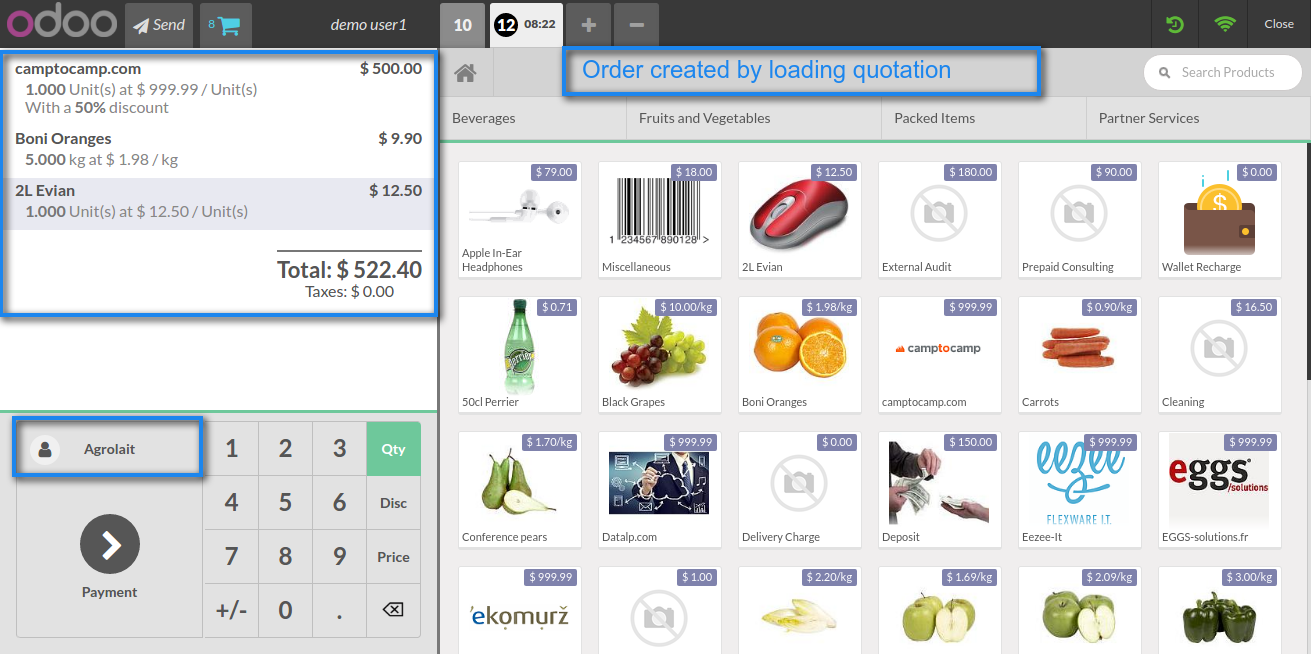 odoo
Send
8
demo user1
10
12 08:22
+
−
Close
camptocamp.com $ 500.00
1.000 Unit(s) at $ 999.99 / Unit(s)
With a 50% discount
Boni Oranges $ 9.90
5.000 kg at $ 1.98 / kg
2L Evian $ 12.50
1.000 Unit(s) at $ 12.50 / Unit(s)
Total: $ 522.40
Taxes: $ 0.00
Agrolait
Payment
1 2 3 Qty
4 5 6 Disc
7 8 9 Price
+/- 0 .
Order created by loading quotation
Search Products
Beverages Fruits and Vegetables Packed Items Partner Services
$ 79.00
Apple In-Ear
Headphones
$ 18.00
1 234567 890128 >
Miscellaneous
$ 12.50
2L Evian
$ 180.00
External Audit
$ 90.00
Prepaid Consulting
$ 0.00
$
Wallet Recharge
$ 0.71
perrier
50cl Perrier
$ 10.00/kg
Black Grapes
$ 1.98/kg
Boni Oranges
$ 999.99
camptocamp
camptocamp.com
$ 0.90/kg
Carrots
$ 16.50
Cleaning
$ 1.70/kg
Conference pears
$ 999.99
Datalp.com
$ 0.00
Delivery Charge
$ 150.00
Deposit
$ 999.99
eezee
FLEXWARE I.T.
Eezee-It
$ 999.99
eggs
/solutions
EGGS-solutions.fr
$ 999.99
'ekomurž
$ 1.00
$ 2.20/kg
$ 1.69/kg
$ 2.09/kg
$ 3.00/kg